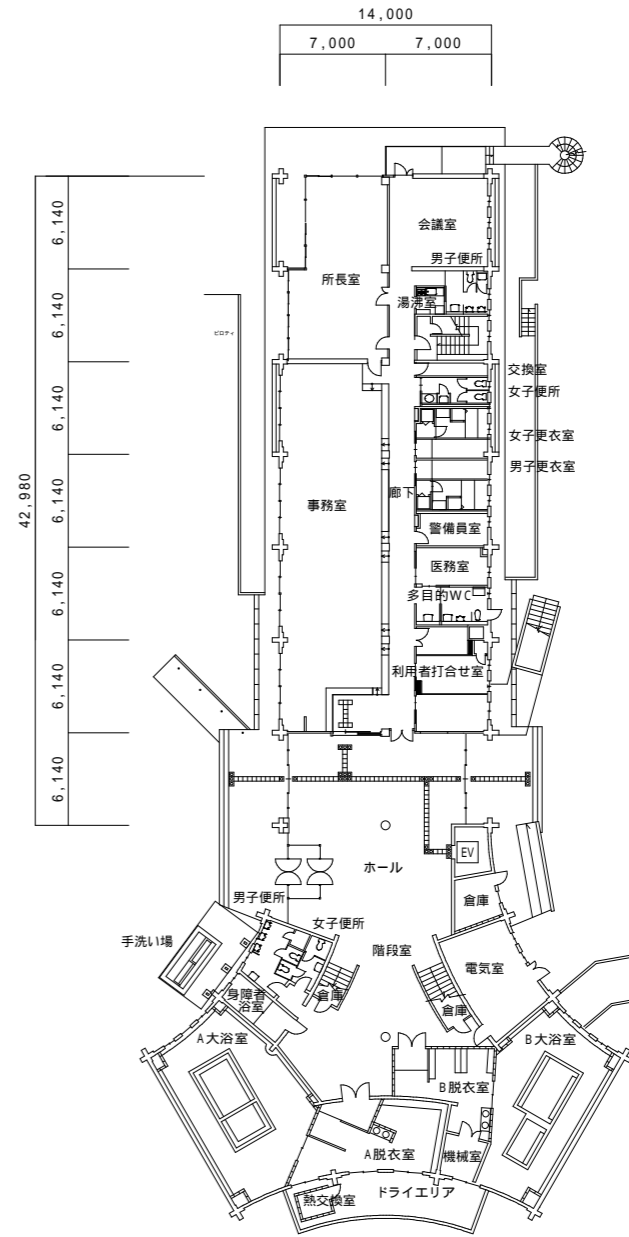 14,000
7,000
7,000
6,140
6,140
6,140
6,140
6,140
6,140
6,140
42,980
会議室
男子便所
所長室
湯沸室
ピロティ
交換室
女子便所
女子更衣室
男子更衣室
廊下
事務室
警備員室
医務室
多目的WC
利用者打合せ室
EV
ホール
倉庫
男子便所
女子便所
手洗い場
階段室
電気室
身障者
浴室
倉庫
倉庫
A大浴室
B大浴室
B脱衣室
A脱衣室
機械室
熱交換室
ドライエリア